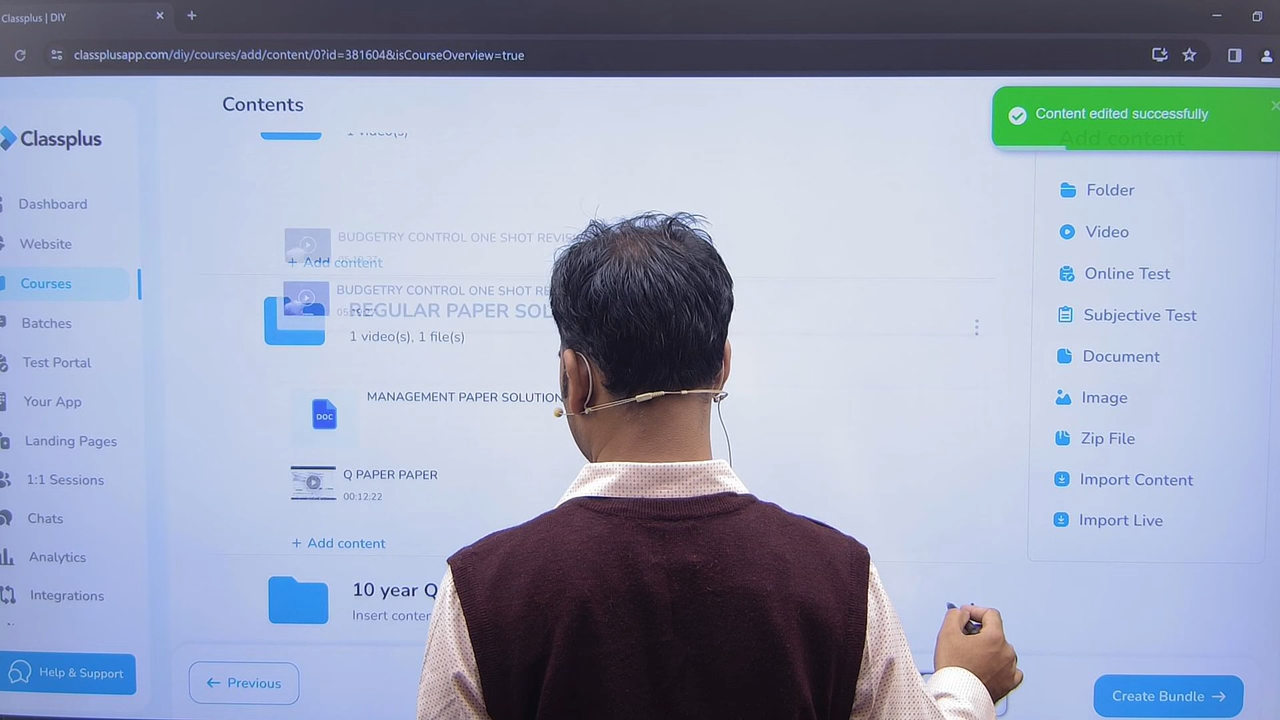 Classplus | DIY
classplusapp.com/diy/courses/add/content/0?id=381604&isCourseOverview=true
Classplus
Dashboard
Website
Courses
Batches
Test Portal
Your App
Landing Pages
1:1 Sessions
Chats
Analytics
Integrations
Help & Support
Contents
1 video(s)
BUDGETRY CONTROL ONE SHOT
+ Add content
BUDGETRY CONTROL ONE SHOT
REGULAR PAPER
1 video(s), 1 file(s)
DOC
MANAGEMENT PAPER SOLUTION
Q PAPER PAPER
00:12:22
+ Add content
10 year Q
Insert
Previous
Content edited successfully
Add content
Folder
Video
Online Test
Subjective Test
Document
Image
Zip File
Import Content
Import Live
Create Bundle